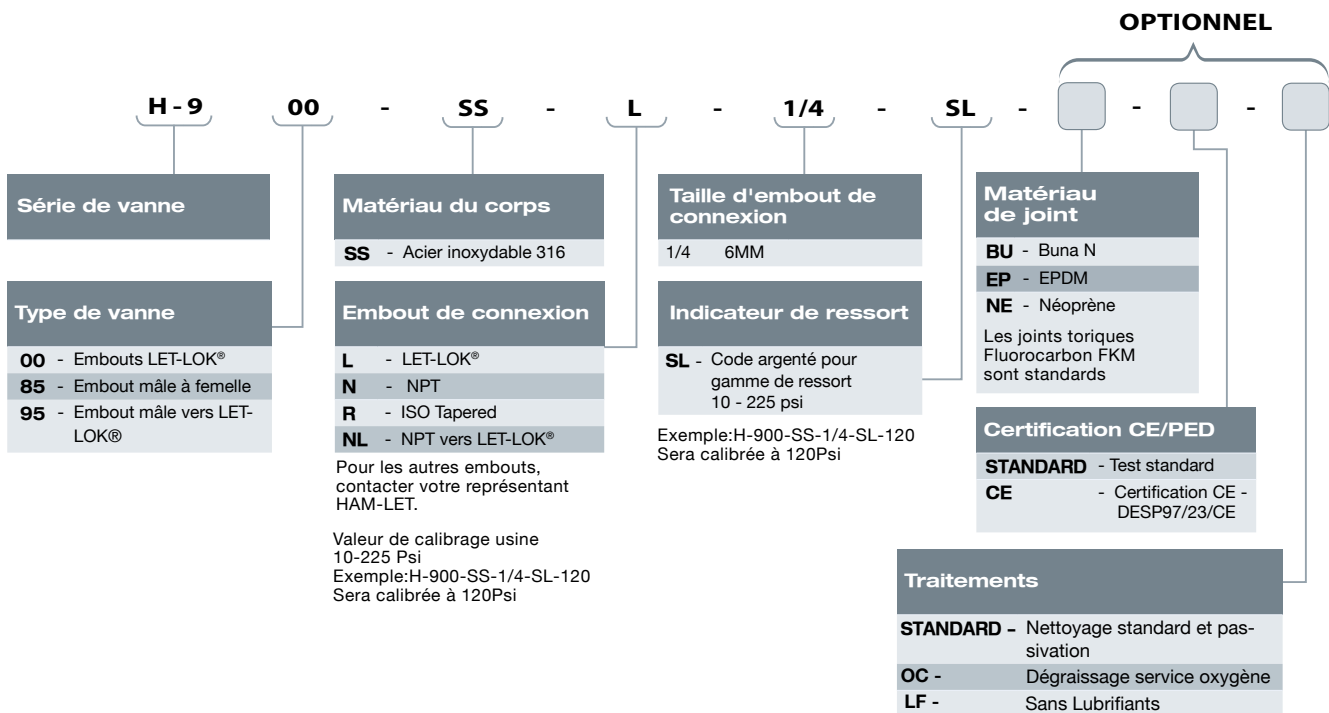 OPTIONNEL
H-9 00 - SS - L - 1/4 - SL - - -
Série de vanne
Type de vanne
00 - Embouts LET-LOK®
85 - Embout mâle à femelle
95 - Embout mâle vers LET-
LOK®
Matériau du corps
SS - Acier inoxydable 316
Embout de connexion
L - LET-LOK®
N - NPT
R - ISO Tapered
NL - NPT vers LET-LOK®
Pour les autres embouts,
contacter votre représentant
HAM-LET.
Valeur de calibrage usine
10-225 Psi
Exemple:H-900-SS-1/4-SL-120
Sera calibrée à 120Psi
Taille d'embout de
connexion
1/4 6MM
Indicateur de ressort
SL - Code argenté pour
gamme de ressort
10 - 225 psi
Exemple:H-900-SS-1/4-SL-120
Sera calibrée à 120Psi
Matériau
de joint
BU - Buna N
EP - EPDM
NE - Néoprène
Les joints toriques
Fluorocarbon FKM
sont standards
Certification CE/PED
STANDARD - Test standard
CE - Certification CE -
DESP97/23/CE
Traitements
STANDARD - Nettoyage standard et pas-
sivation
OC - Dégraissage service oxygène
LF - Sans Lubrifiants